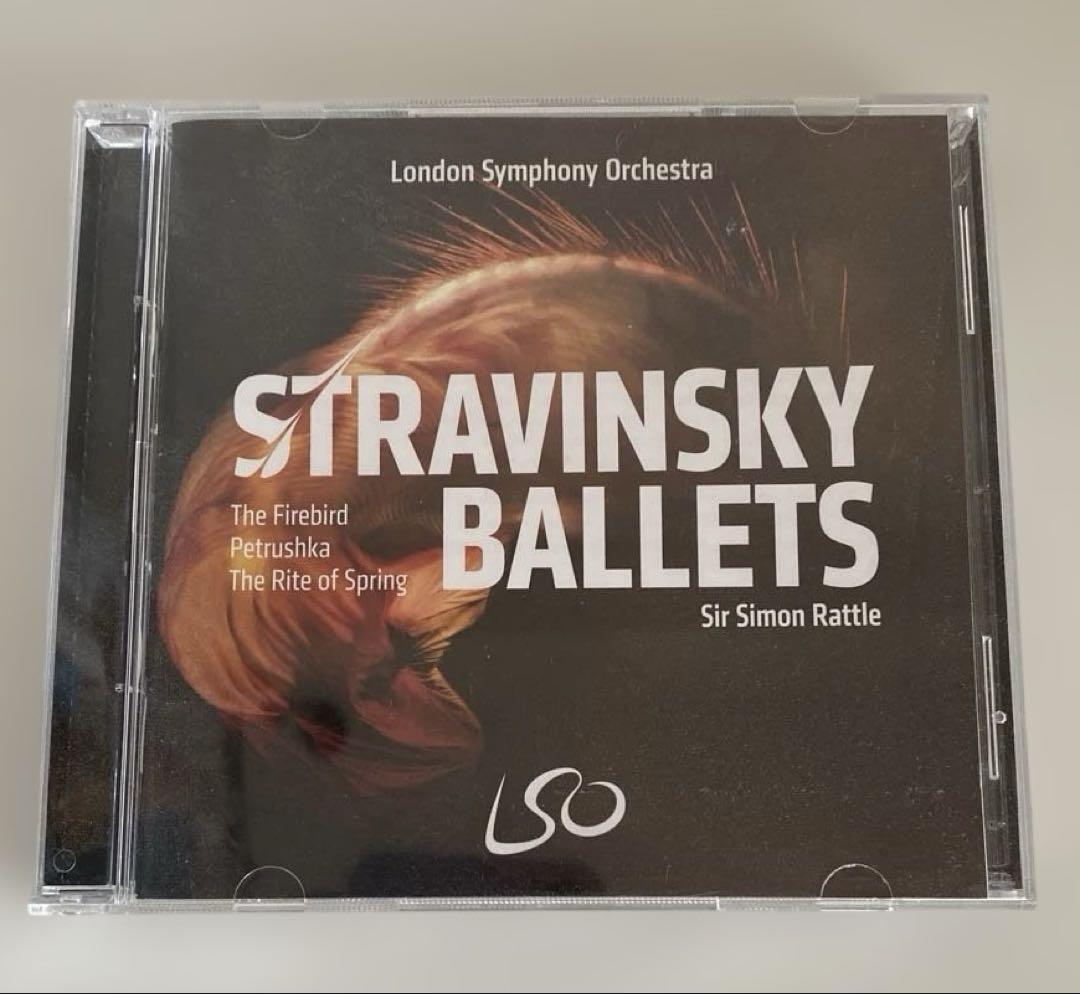 London Symphony Orchestra
STRAVINSKY
BALLETS
The Firebird
Petrushka
The Rite of Spring
Sir Simon Rattle
LSO